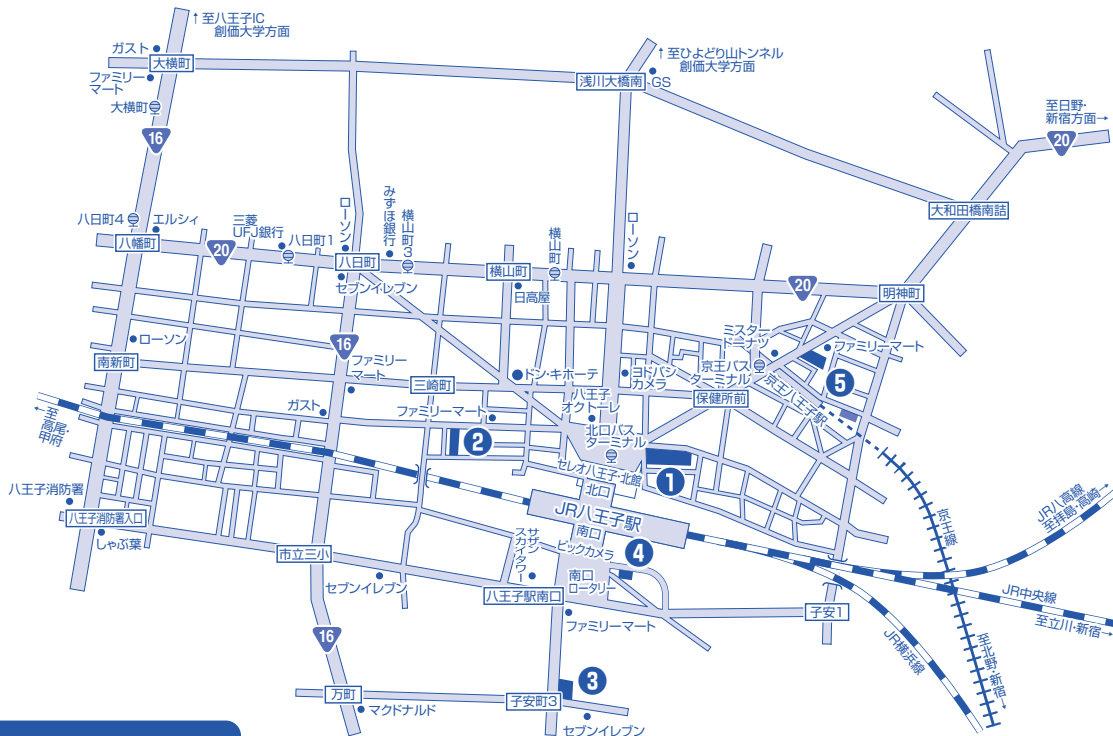 ↑至八王子IC
創価大学方面
ガスト
大横町
ファミリー
マート
大横町
16
↑至ひよどり山トンネル
創価大学方面
浅川大橋南
GS
至日野・
新宿方面→
20
大和田橋南詰
八日町4
エルシィ
八幡町
20
三菱
UFJ銀行
八日町1
ローソン
八日町
セブンイレブン
みずほ銀行
横山町3
横山町
日高屋
横山町
ローソン
20
明神町
ローソン
南新町
16
ファミリー
マート
三崎町
ドン・キホーテ
ヨドバシ
カメラ
ミスター
ドーナツ
京王バス
ターミナル
ファミリーマート
京王八王子駅
5
保健所前
八王子
オクトーレ
ガスト
ファミリーマート
2
北口バス
ターミナル
1
セレオ八王子・北館
北口
JR八王子駅
南口
←至
高尾・
甲府
八王子消防署
八王子消防署入口
しゃぶ葉
市立三小
セブンイレブン
サザン
スカイタワー
ビックカメラ
4
南口
ロータリー
八王子駅南口
ファミリーマート
子安1
JR八高線
至拝島・高崎→
京王線
JR中央線
至立川・新宿→
JR横浜線
至北野・新宿→
16
万町
マクドナルド
3
子安町3
セブンイレブン